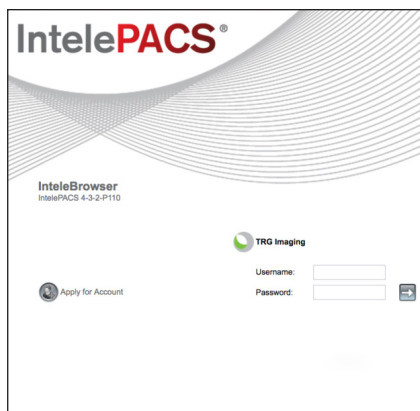 IntelePACS®
InteleBrowser
IntelePACS 4-3-2-P110
TRG Imaging
Username:
Apply for Account
Password: